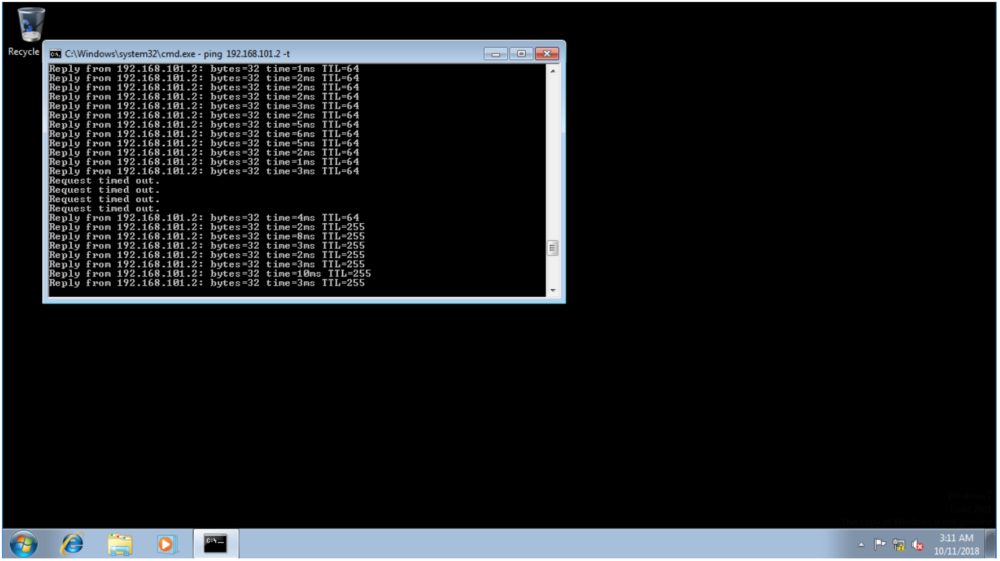 Recycle
C:\Windows\system32\cmd.exe - ping 192.168.101.2 -t
Reply from 192.168.101.2: bytes=32 time=1ms TTL=64
Reply from 192.168.101.2: bytes=32 time=2ms TTL=64
Reply from 192.168.101.2: bytes=32 time=2ms TTL=64
Reply from 192.168.101.2: bytes=32 time=2ms TTL=64
Reply from 192.168.101.2: bytes=32 time=3ms TTL=64
Reply from 192.168.101.2: bytes=32 time=2ms TTL=64
Reply from 192.168.101.2: bytes=32 time=5ms TTL=64
Reply from 192.168.101.2: bytes=32 time=6ms TTL=64
Reply from 192.168.101.2: bytes=32 time=5ms TTL=64
Reply from 192.168.101.2: bytes=32 time=2ms TTL=64
Reply from 192.168.101.2: bytes=32 time=1ms TTL=64
Reply from 192.168.101.2: bytes=32 time=3ms TTL=64
Request timed out.
Request timed out.
Request timed out.
Request timed out.
Reply from 192.168.101.2: bytes=32 time=4ms TTL=64
Reply from 192.168.101.2: bytes=32 time=2ms TTL=255
Reply from 192.168.101.2: bytes=32 time=8ms TTL=255
Reply from 192.168.101.2: bytes=32 time=3ms TTL=255
Reply from 192.168.101.2: bytes=32 time=2ms TTL=255
Reply from 192.168.101.2: bytes=32 time=3ms TTL=255
Reply from 192.168.101.2: bytes=32 time=10ms TTL=255
Reply from 192.168.101.2: bytes=32 time=3ms TTL=255
Windows 7
Build 7601
This copy of Windows is not genuine
3:11 AM
10/11/2018